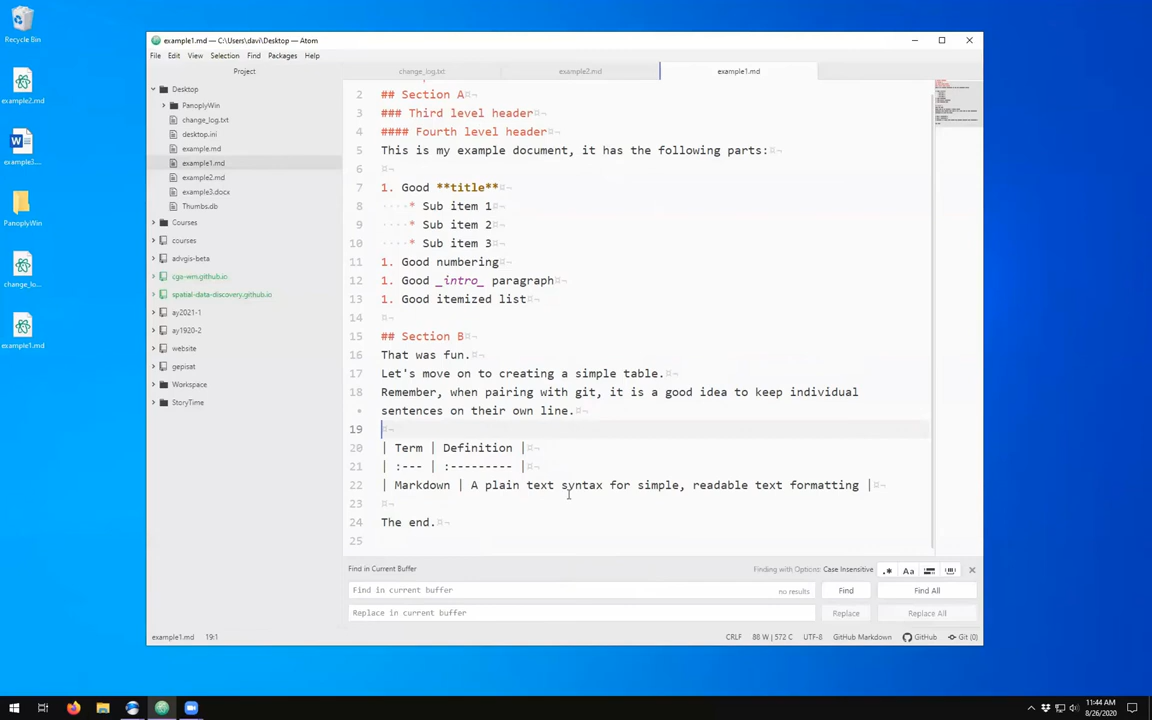 example1.md — C:\Users\davi\Desktop — Atom
File Edit View Selection Find Packages Help
Project
change_log.txt
example2.md
example1.md
Recycle Bin
example2.md
example3....
PanoplyWin
change_lo...
example1.md
Desktop
PanoplyWin
change_log.txt
desktop.ini
example.md
example1.md
example2.md
example3.docx
Thumbs.db
Courses
courses
advgis-beta
cga-wm.github.io
spatial-data-discovery.github.io
ay2021-1
ay1920-2
website
gepisat
Workspace
StoryTime
2 ## Section A¤¬
3 ### Third level header¤¬
4 #### Fourth level header¤¬
5 This is my example document, it has the following parts:¤¬
6 ¤¬
7 1. Good **title**¤¬
8 ····* Sub item 1¤¬
9 ····* Sub item 2¤¬
10 ····* Sub item 3¤¬
11 1. Good numbering¤¬
12 1. Good _intro_ paragraph¤¬
13 1. Good itemized list¤¬
14 ¤¬
15 ## Section B¤¬
16 That was fun.¤¬
17 Let's move on to creating a simple table.¤¬
18 Remember, when pairing with git, it is a good idea to keep individual
• sentences on their own line.¤¬
19 ¤¬
20 | Term | Definition |¤¬
21 | :--- | :--------- |¤¬
22 | Markdown | A plain text syntax for simple, readable text formatting |¤¬
23 ¤¬
24 The end.¤¬
25
Find in Current Buffer
Finding with Options: Case Insensitive
.* Aa
Find in current buffer
no results
Find
Find All
Replace in current buffer
Replace
Replace All
example1.md 19:1
CRLF 88 W | 572 C UTF-8 GitHub Markdown GitHub Git (0)
11:44 AM
8/26/2020